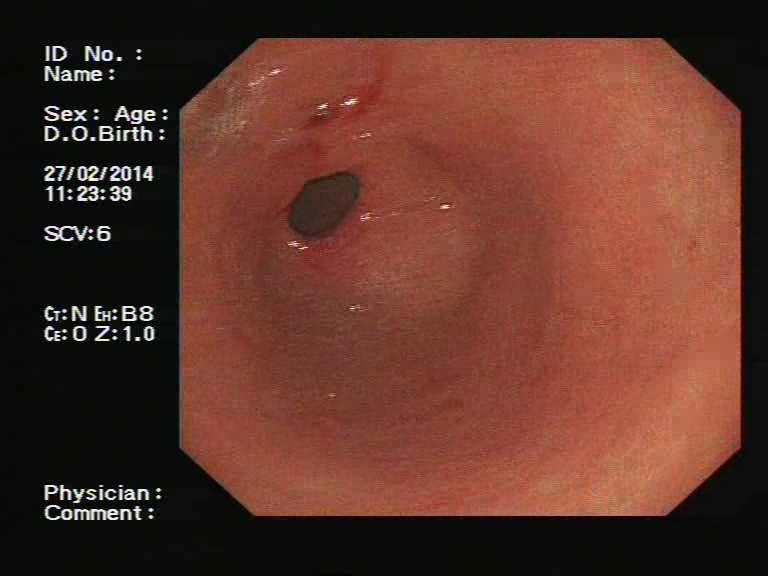 ID No. :
Name :
Sex : Age :
D.O.Birth :
27/02/2014
11:23:39
SCV:6
CT:N EH:B8
CE:0 Z:1.0
Physician :
Comment :